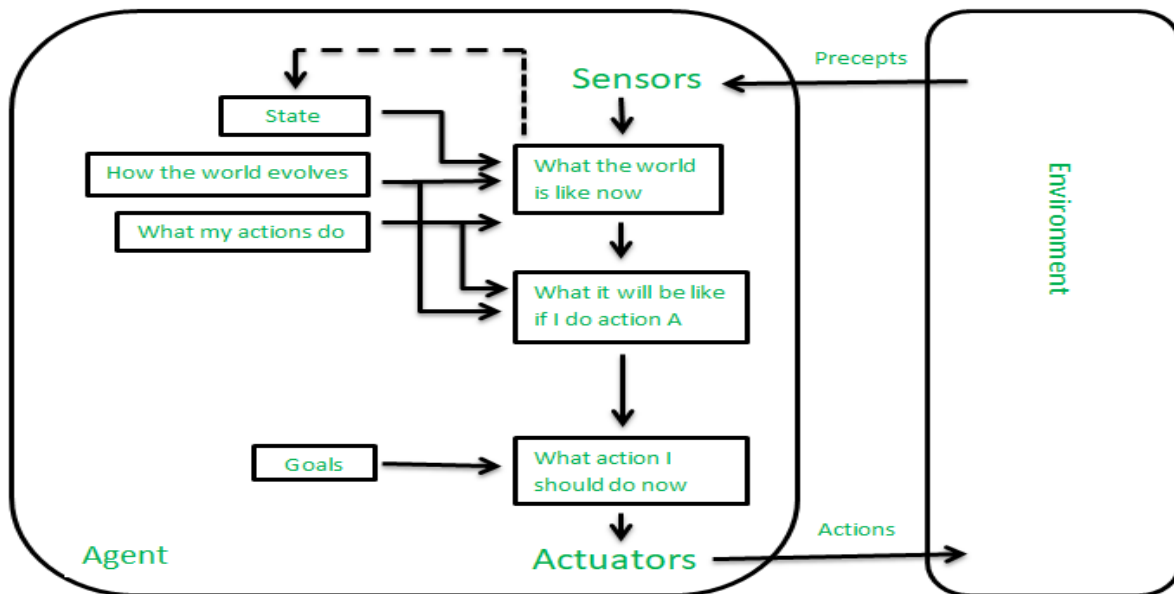 Precepts
Sensors
State
How the world evolves
What my actions do
What the world
is like now
What it will be like
if I do action A
Goals
What action I
should do now
Agent
Actuators
Actions
Environment